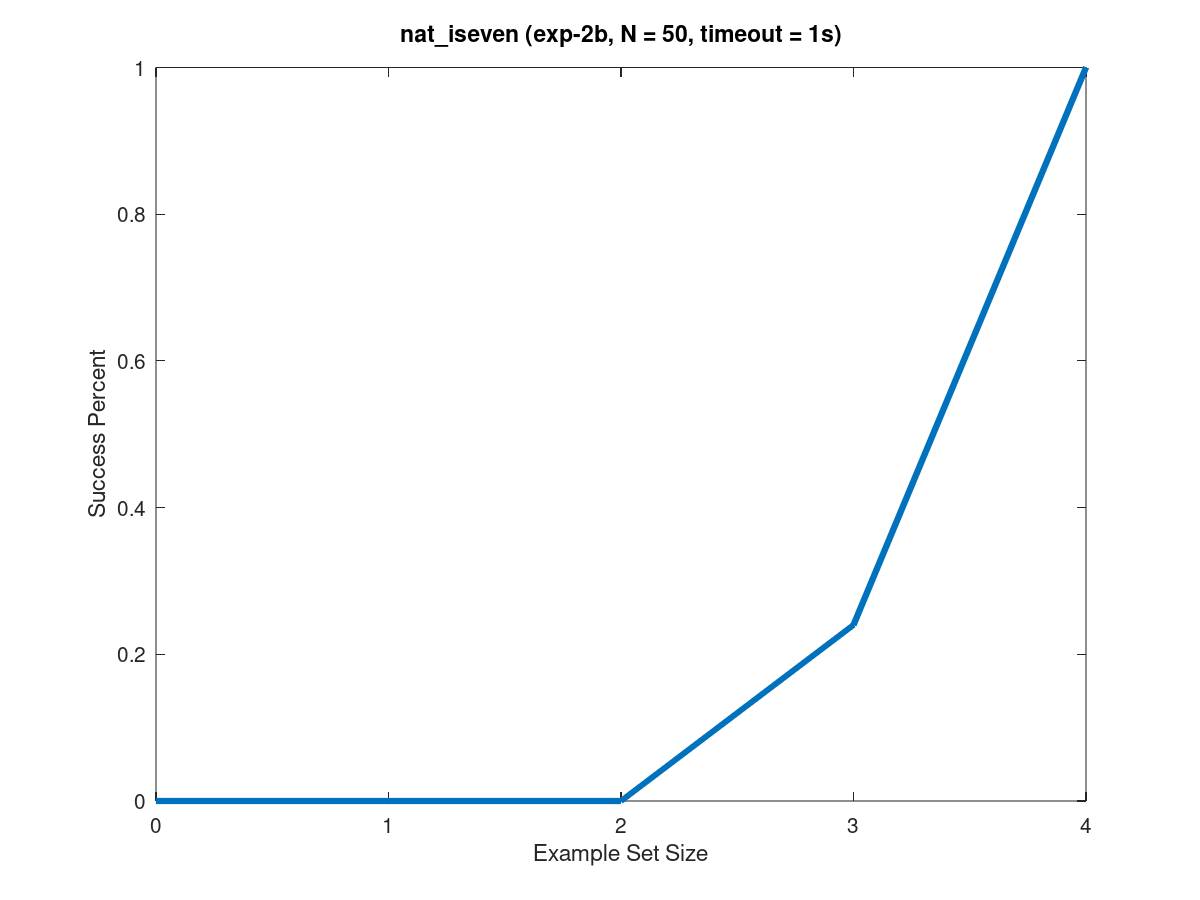 nat_iseven (exp-2b, N = 50, timeout = 1s)
1
0.8
0.6
0.4
0.2
0
Success Percent
0 1 2 3 4
Example Set Size